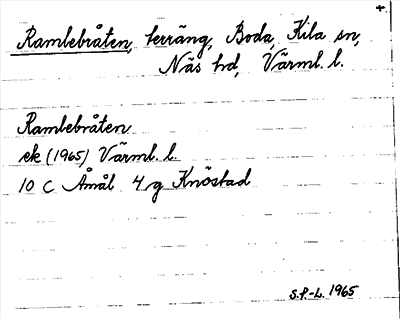 +
Ramlebråten, terräng, Boda, Kila sn,
Näs hd, Värml. l.
Ramlebråten
ek (1965) Värml. l.
10 C Åmål 4 g Knöstad
S.P.-L. 1965